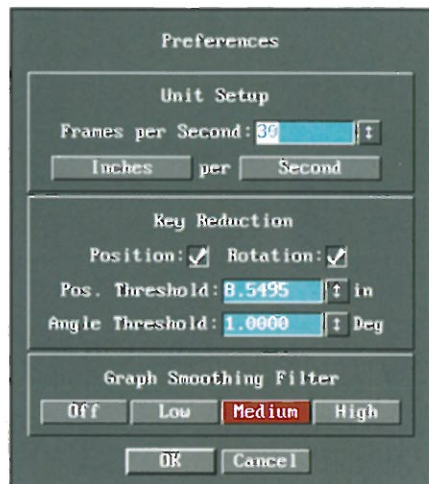 Preferences
Unit Setup
Frames per Second: 30
Inches per Second
Key Reduction
Position: Rotation:
Pos. Threshold: 8.5495 in
Angle Threshold: 1.0000 Deg
Graph Smoothing Filter
Off Low Medium High
OK Cancel